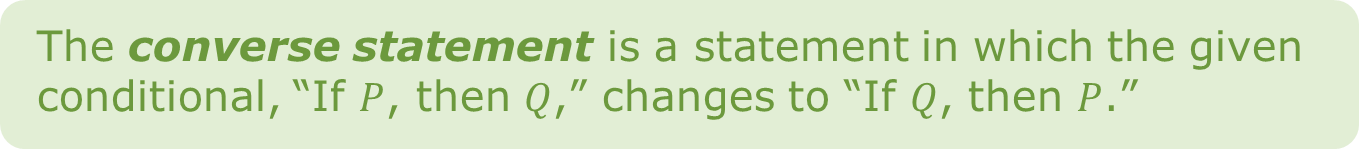 The converse statement is a statement in which the given
conditional, “If 𝑃, then 𝑄,” changes to “If 𝑄, then 𝑃.”